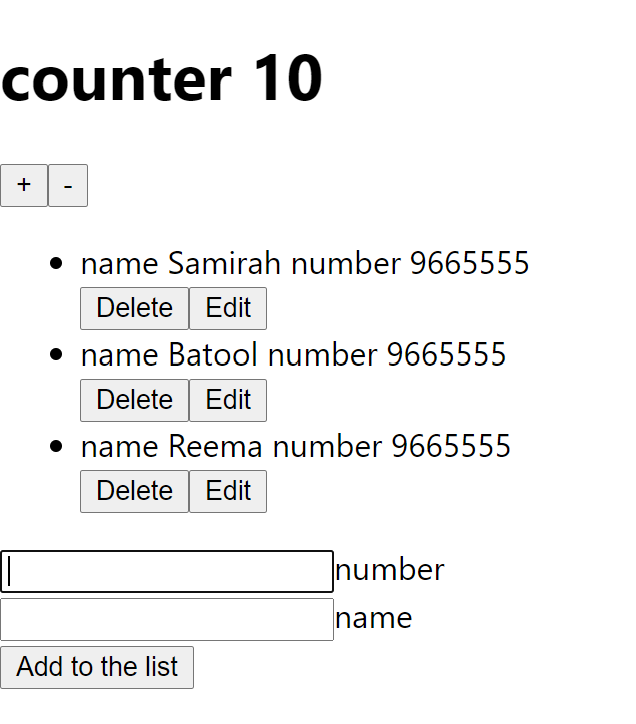 counter 10
+ -
name Samirah number 9665555
Delete Edit
name Batool number 9665555
Delete Edit
name Reema number 9665555
Delete Edit
number
name
Add to the list